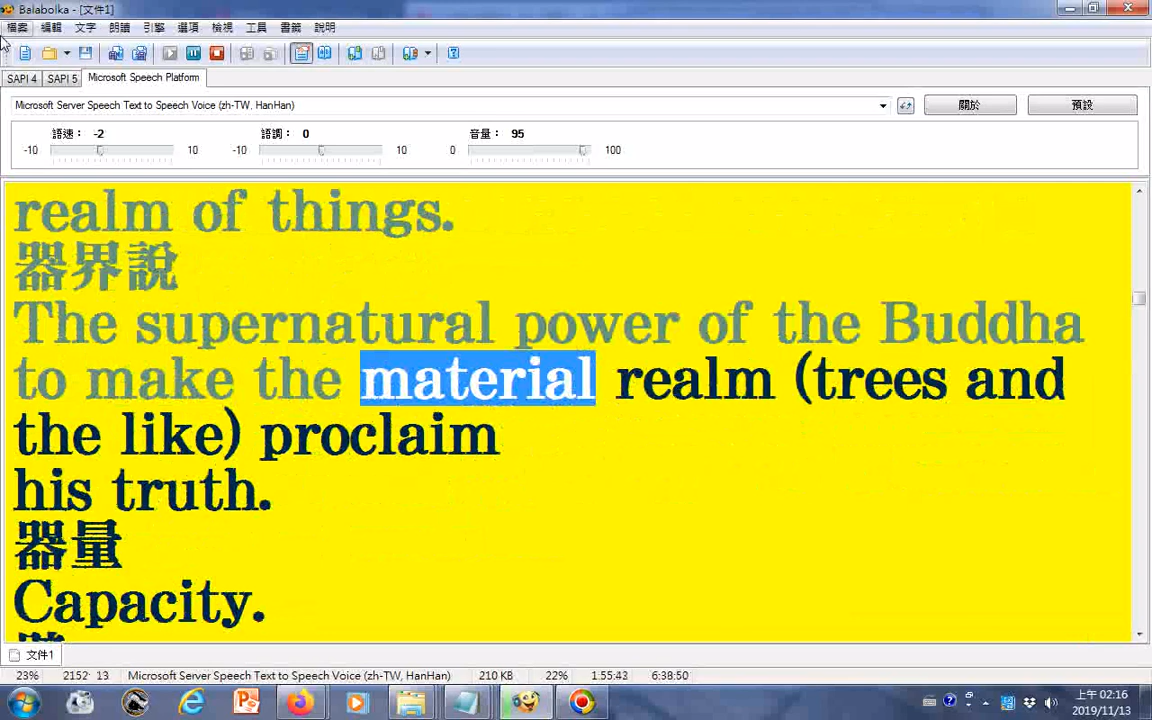 Balabolka - [文件1]
檔案 編輯 文字 朗讀 引擎 選項 檢視 工具 書籤 說明
SAPI 4 SAPI 5 Microsoft Speech Platform
Microsoft Server Speech Text to Speech Voice (zh-TW, HanHan) 關於 預設
語速： -2 語調： 0 音量： 95
-10 10 -10 10 0 100
realm of things.
器界說
The supernatural power of the Buddha
to make the material realm (trees and
the like) proclaim
his truth.
器量
Capacity.
文件1
23% 2152: 13 Microsoft Server Speech Text to Speech Voice (zh-TW, HanHan) 210 KB 22% 1:55:43 6:38:50
上午 02:16
2019/11/13